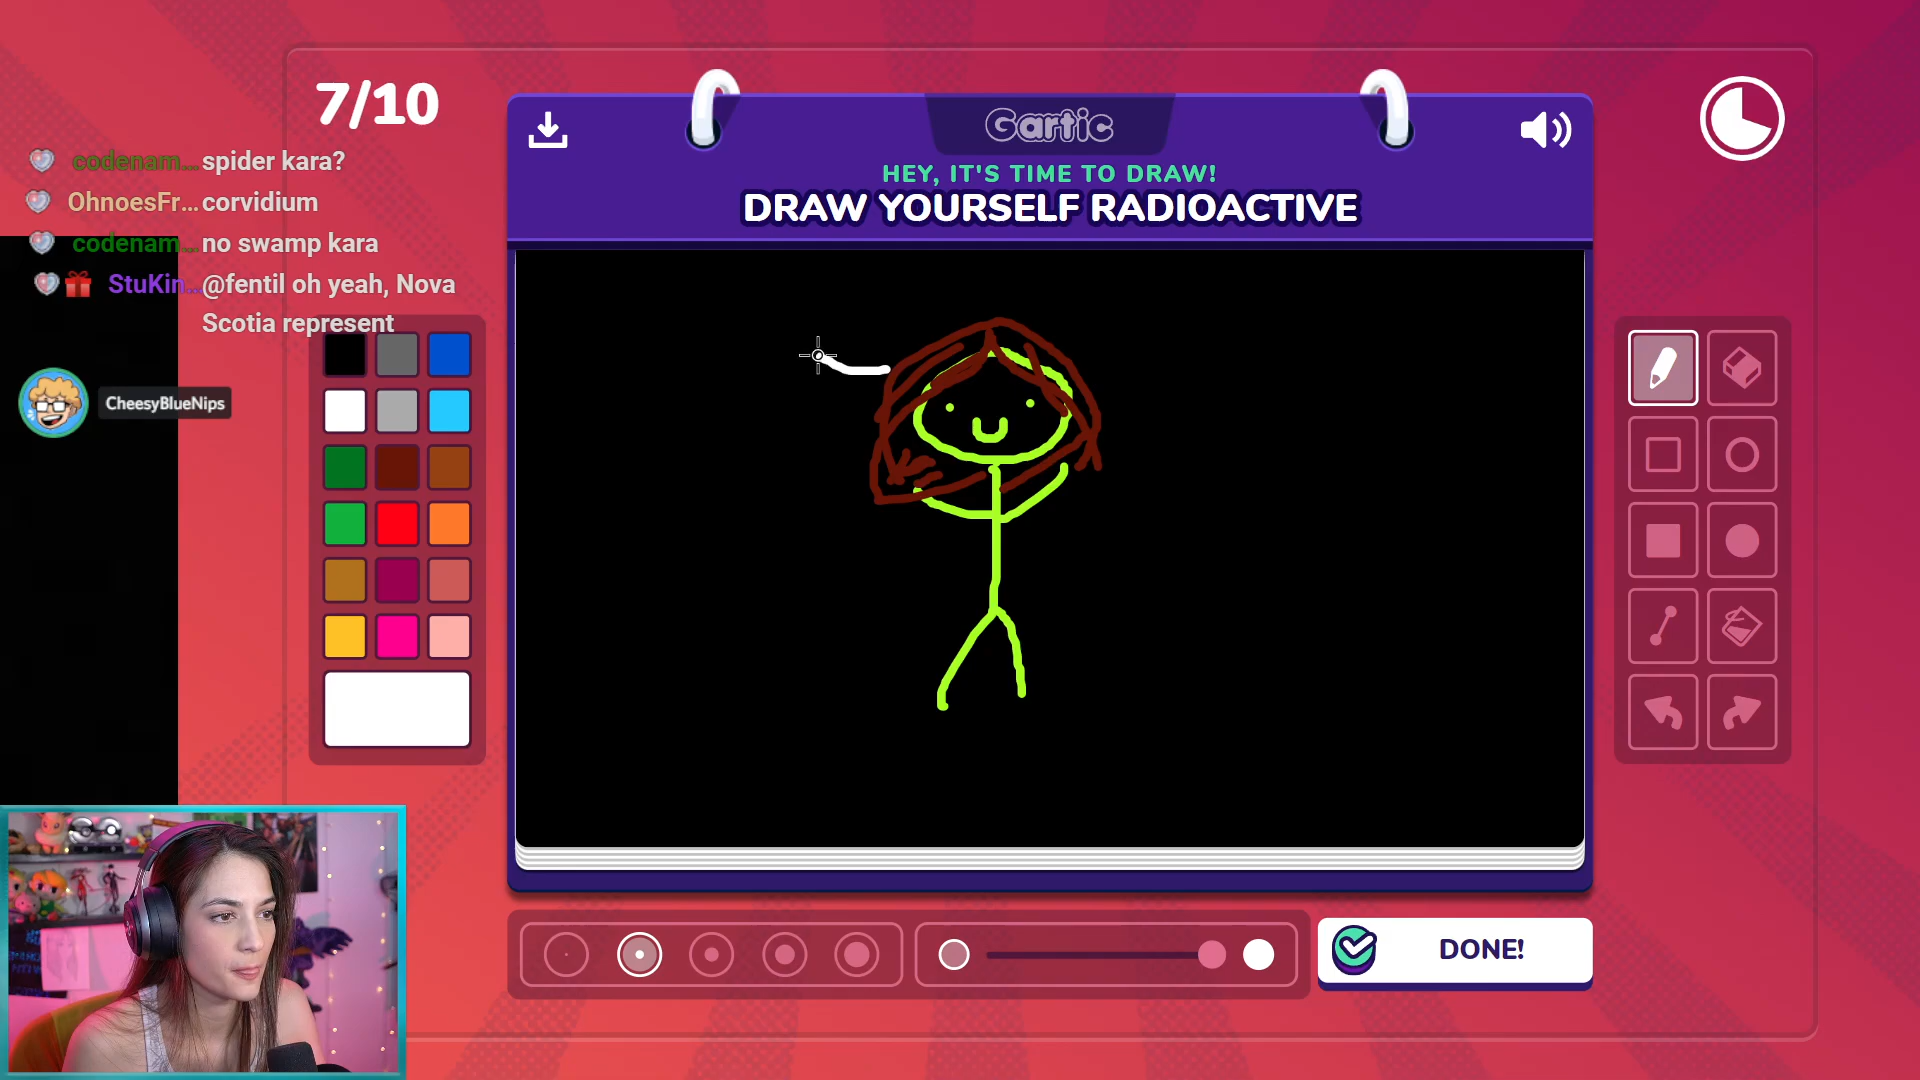 7/10
Gartic
HEY, IT'S TIME TO DRAW!
DRAW YOURSELF RADIOACTIVE
codenam... spider kara?
OhnoesFr... corvidium
codenam... no swamp kara
StuKin... @fentil oh yeah, Nova
Scotia represent
CheesyBlueNips
DONE!